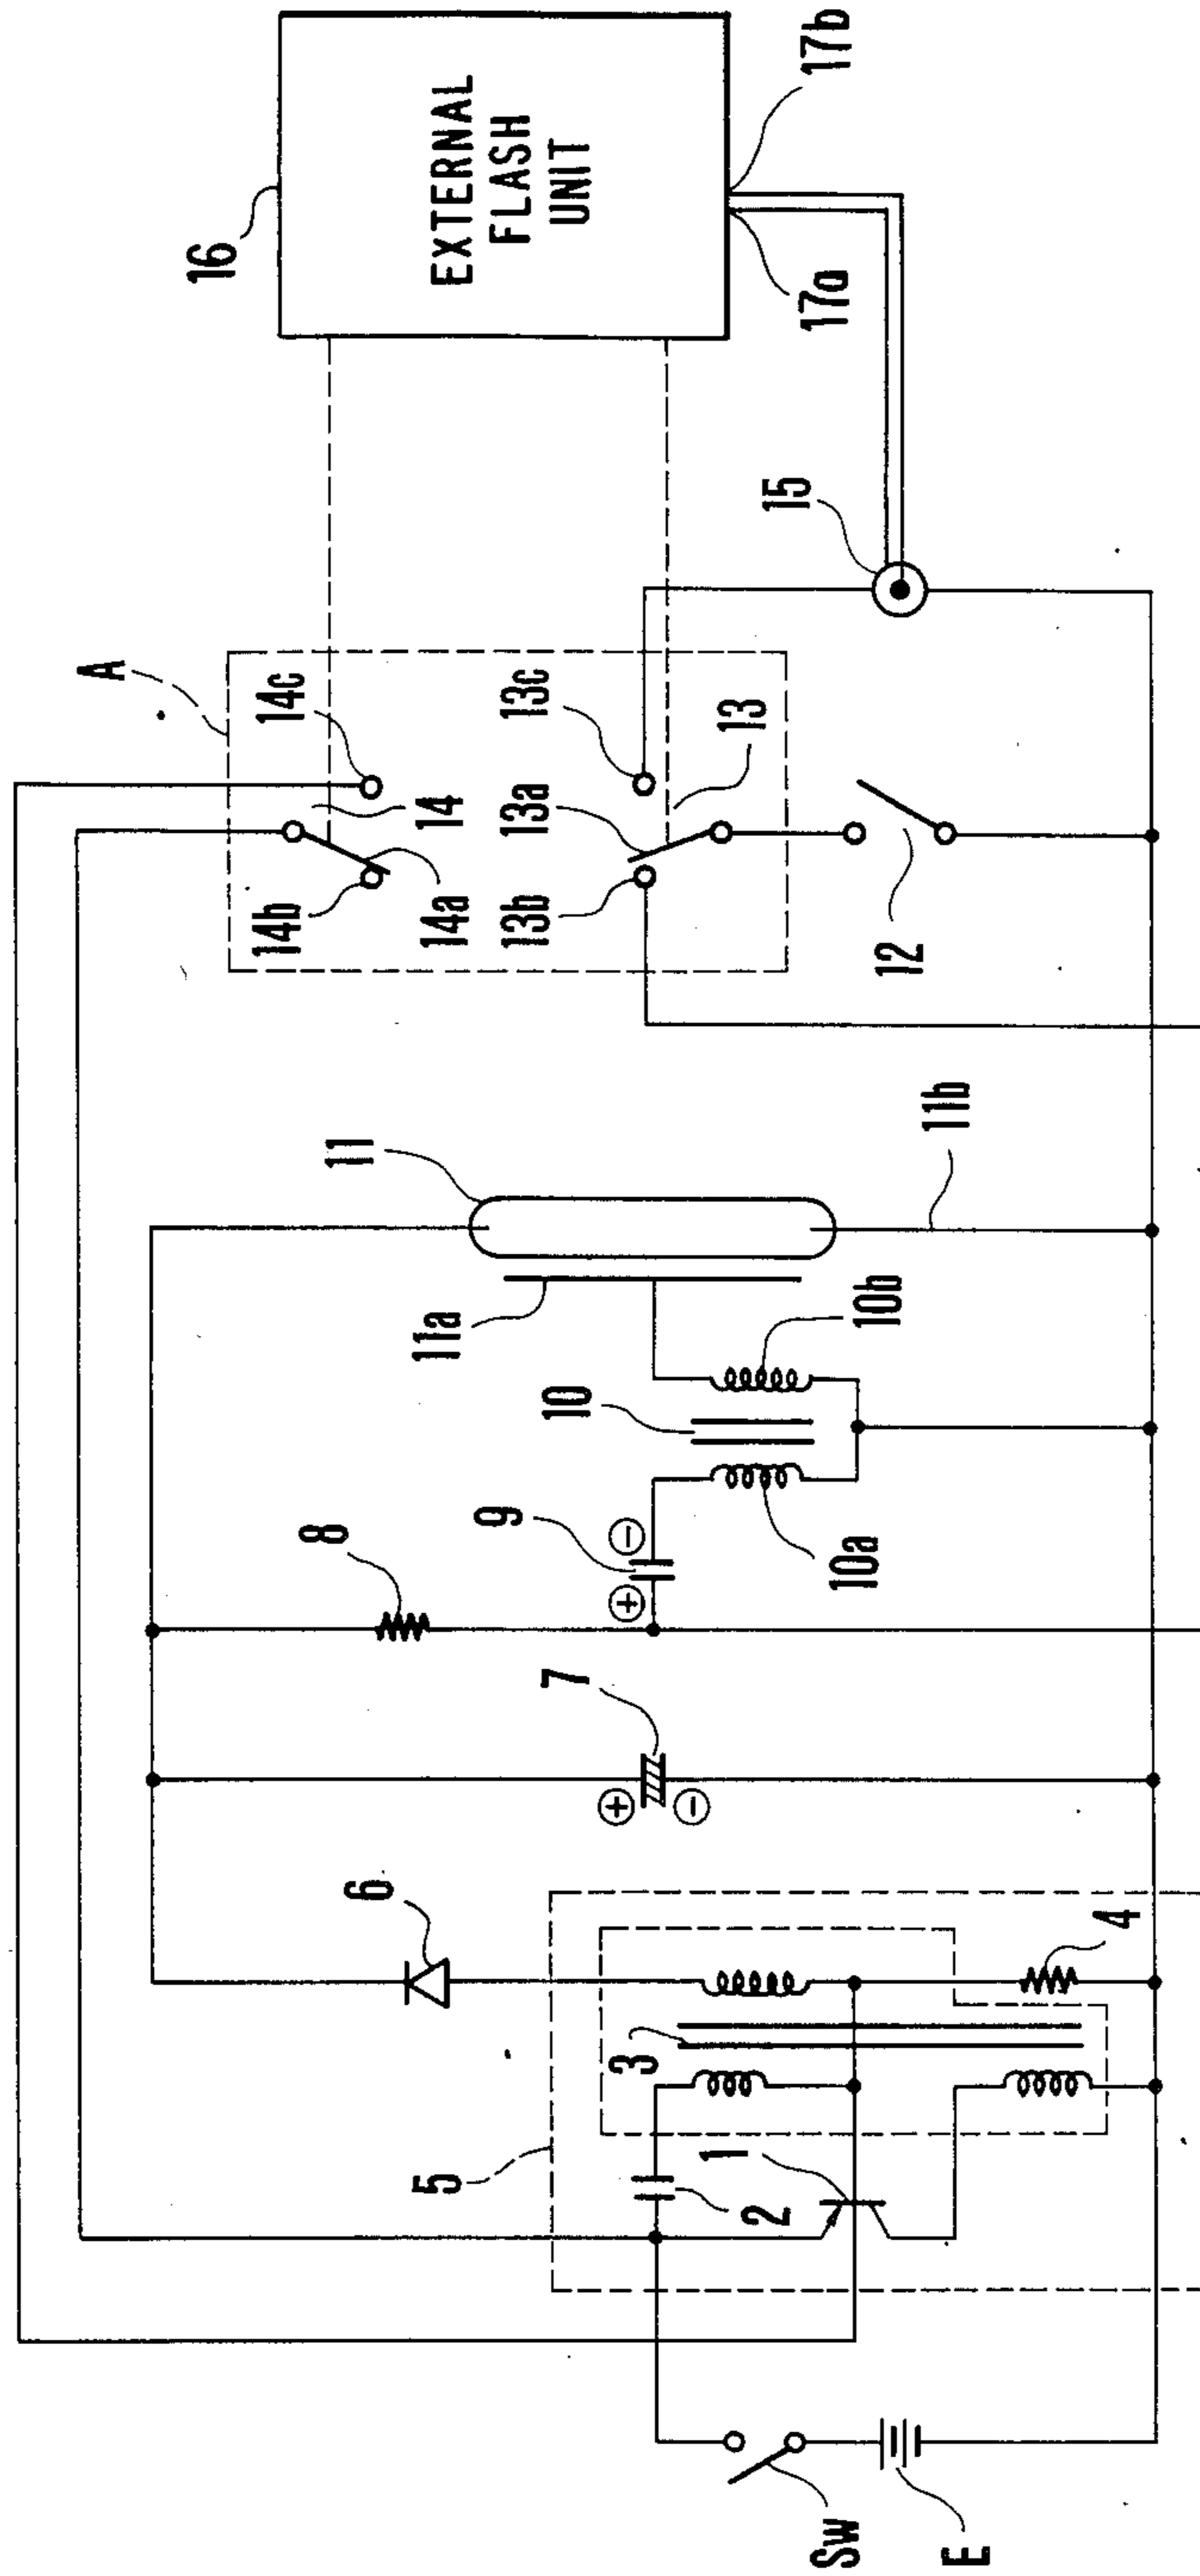 16
EXTERNAL
FLASH
UNIT
17b
17a
15
A
14c
14
14b
14a
13c
13
13a
13b
12
11
11b
11a
10b
10
10a
9
⊖
⊕
8
7
⊕
⊖
6
5
4
3
2
1
Sw
E